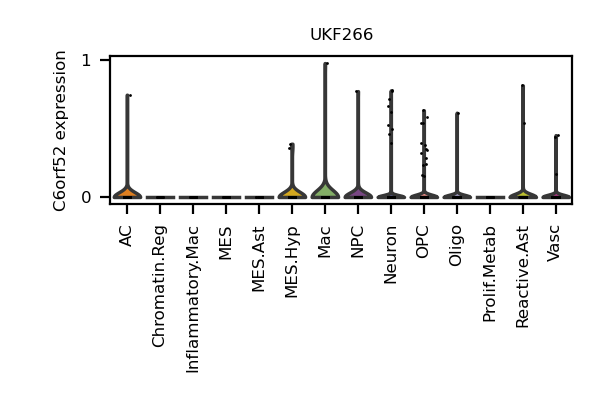 UKF266
C6orf52 expression
1
0
AC
Chromatin.Reg
Inflammatory.Mac
MES
MES.Ast
MES.Hyp
Mac
NPC
Neuron
OPC
Oligo
Prolif.Metab
Reactive.Ast
Vasc